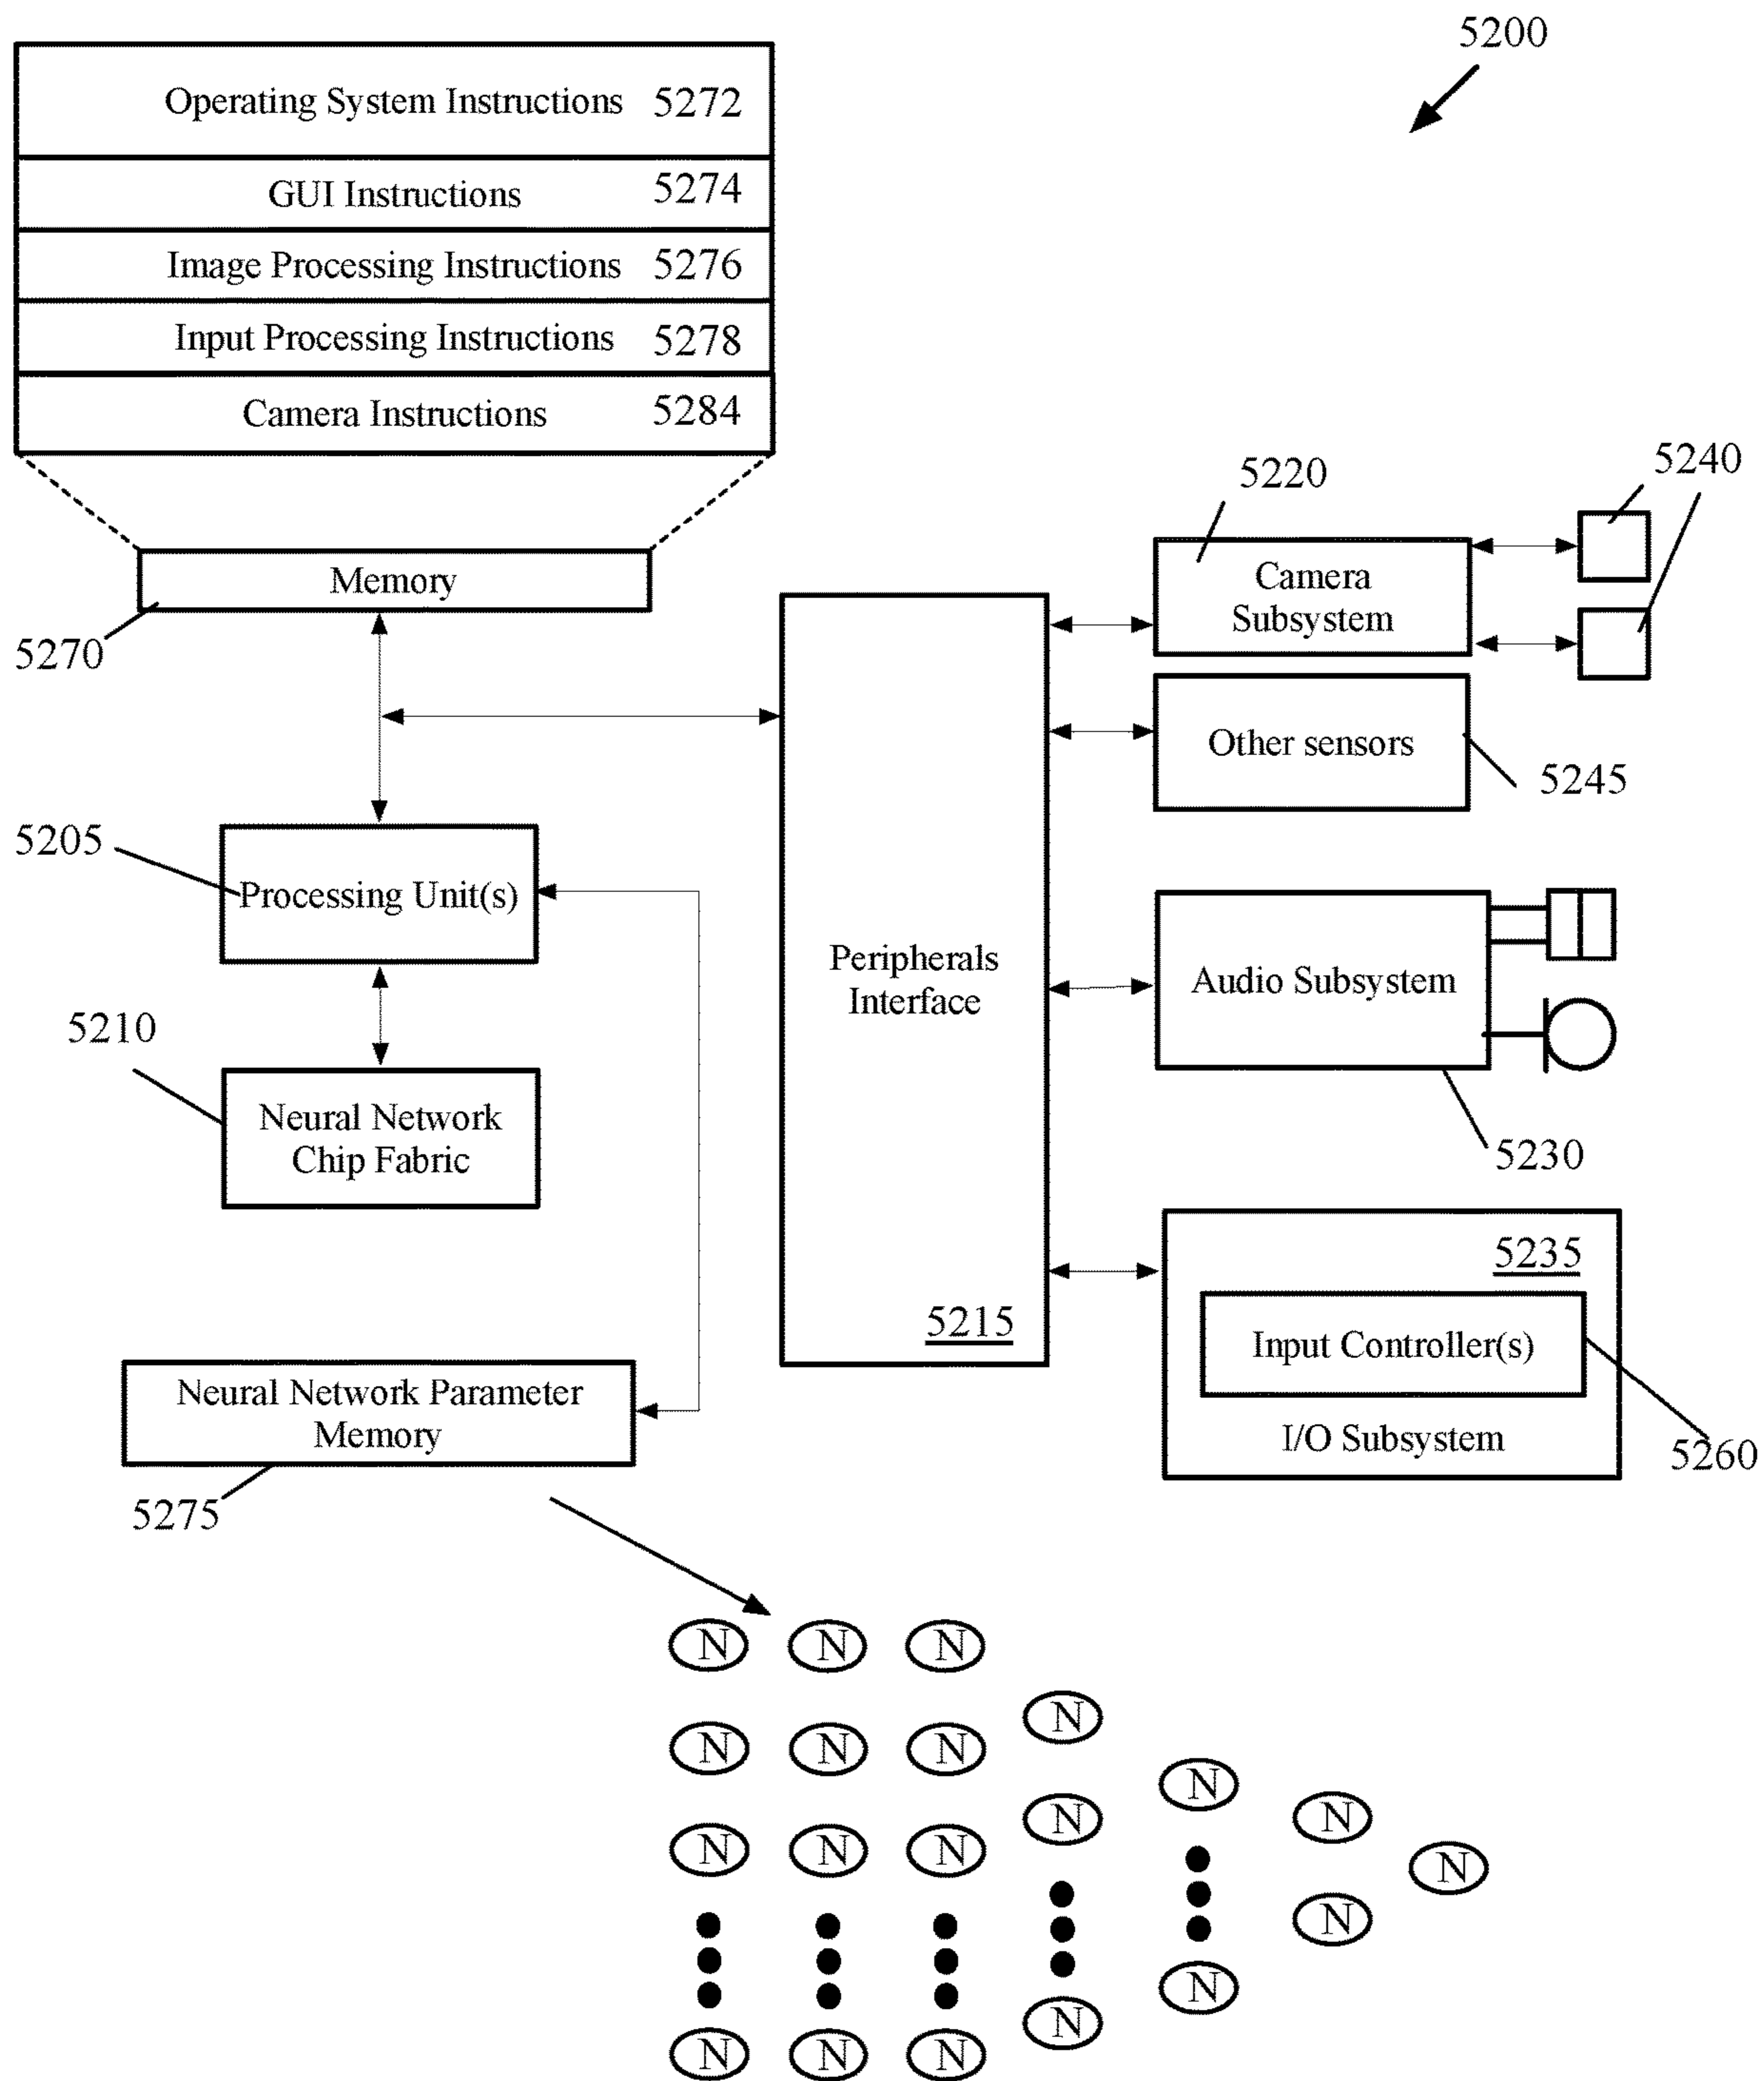 5200
Operating System Instructions 5272
GUI Instructions 5274
Image Processing Instructions 5276
Input Processing Instructions 5278
Camera Instructions 5284
5220
5240
Memory
5270
Camera
Subsystem
Other sensors
5245
5205
Processing Unit(s)
Peripherals
Interface
5215
Audio Subsystem
5230
5210
Neural Network
Chip Fabric
5235
Input Controller(s)
I/O Subsystem
5260
Neural Network Parameter
Memory
5275
N N N
N
N N N
N
N
N
N N N
N
N
N
N
N
N N N